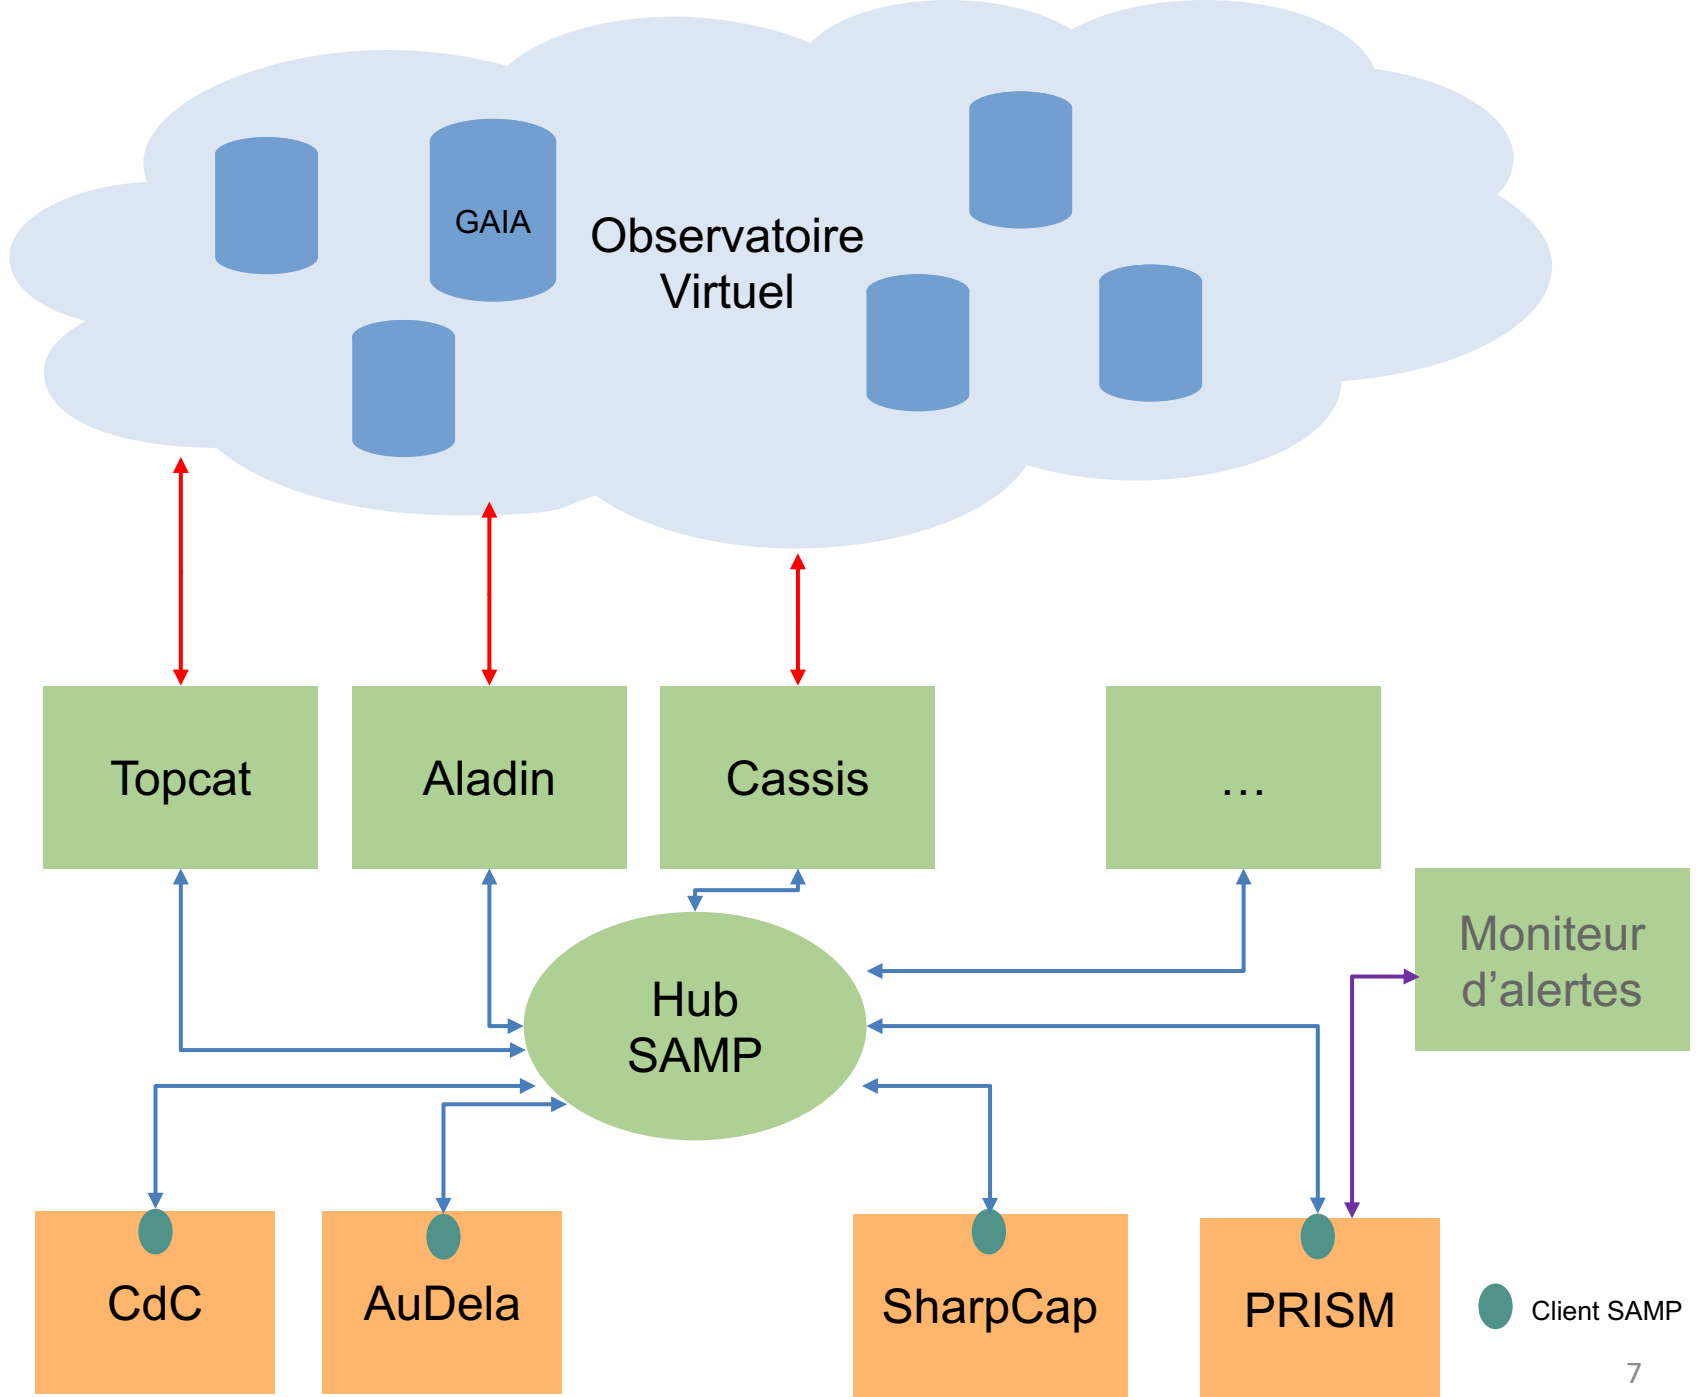 GAIA
Observatoire
Virtuel
Topcat
Aladin
Cassis
…
Moniteur
d’alertes
Hub
SAMP
CdC
AuDela
SharpCap
PRISM
Client SAMP
7